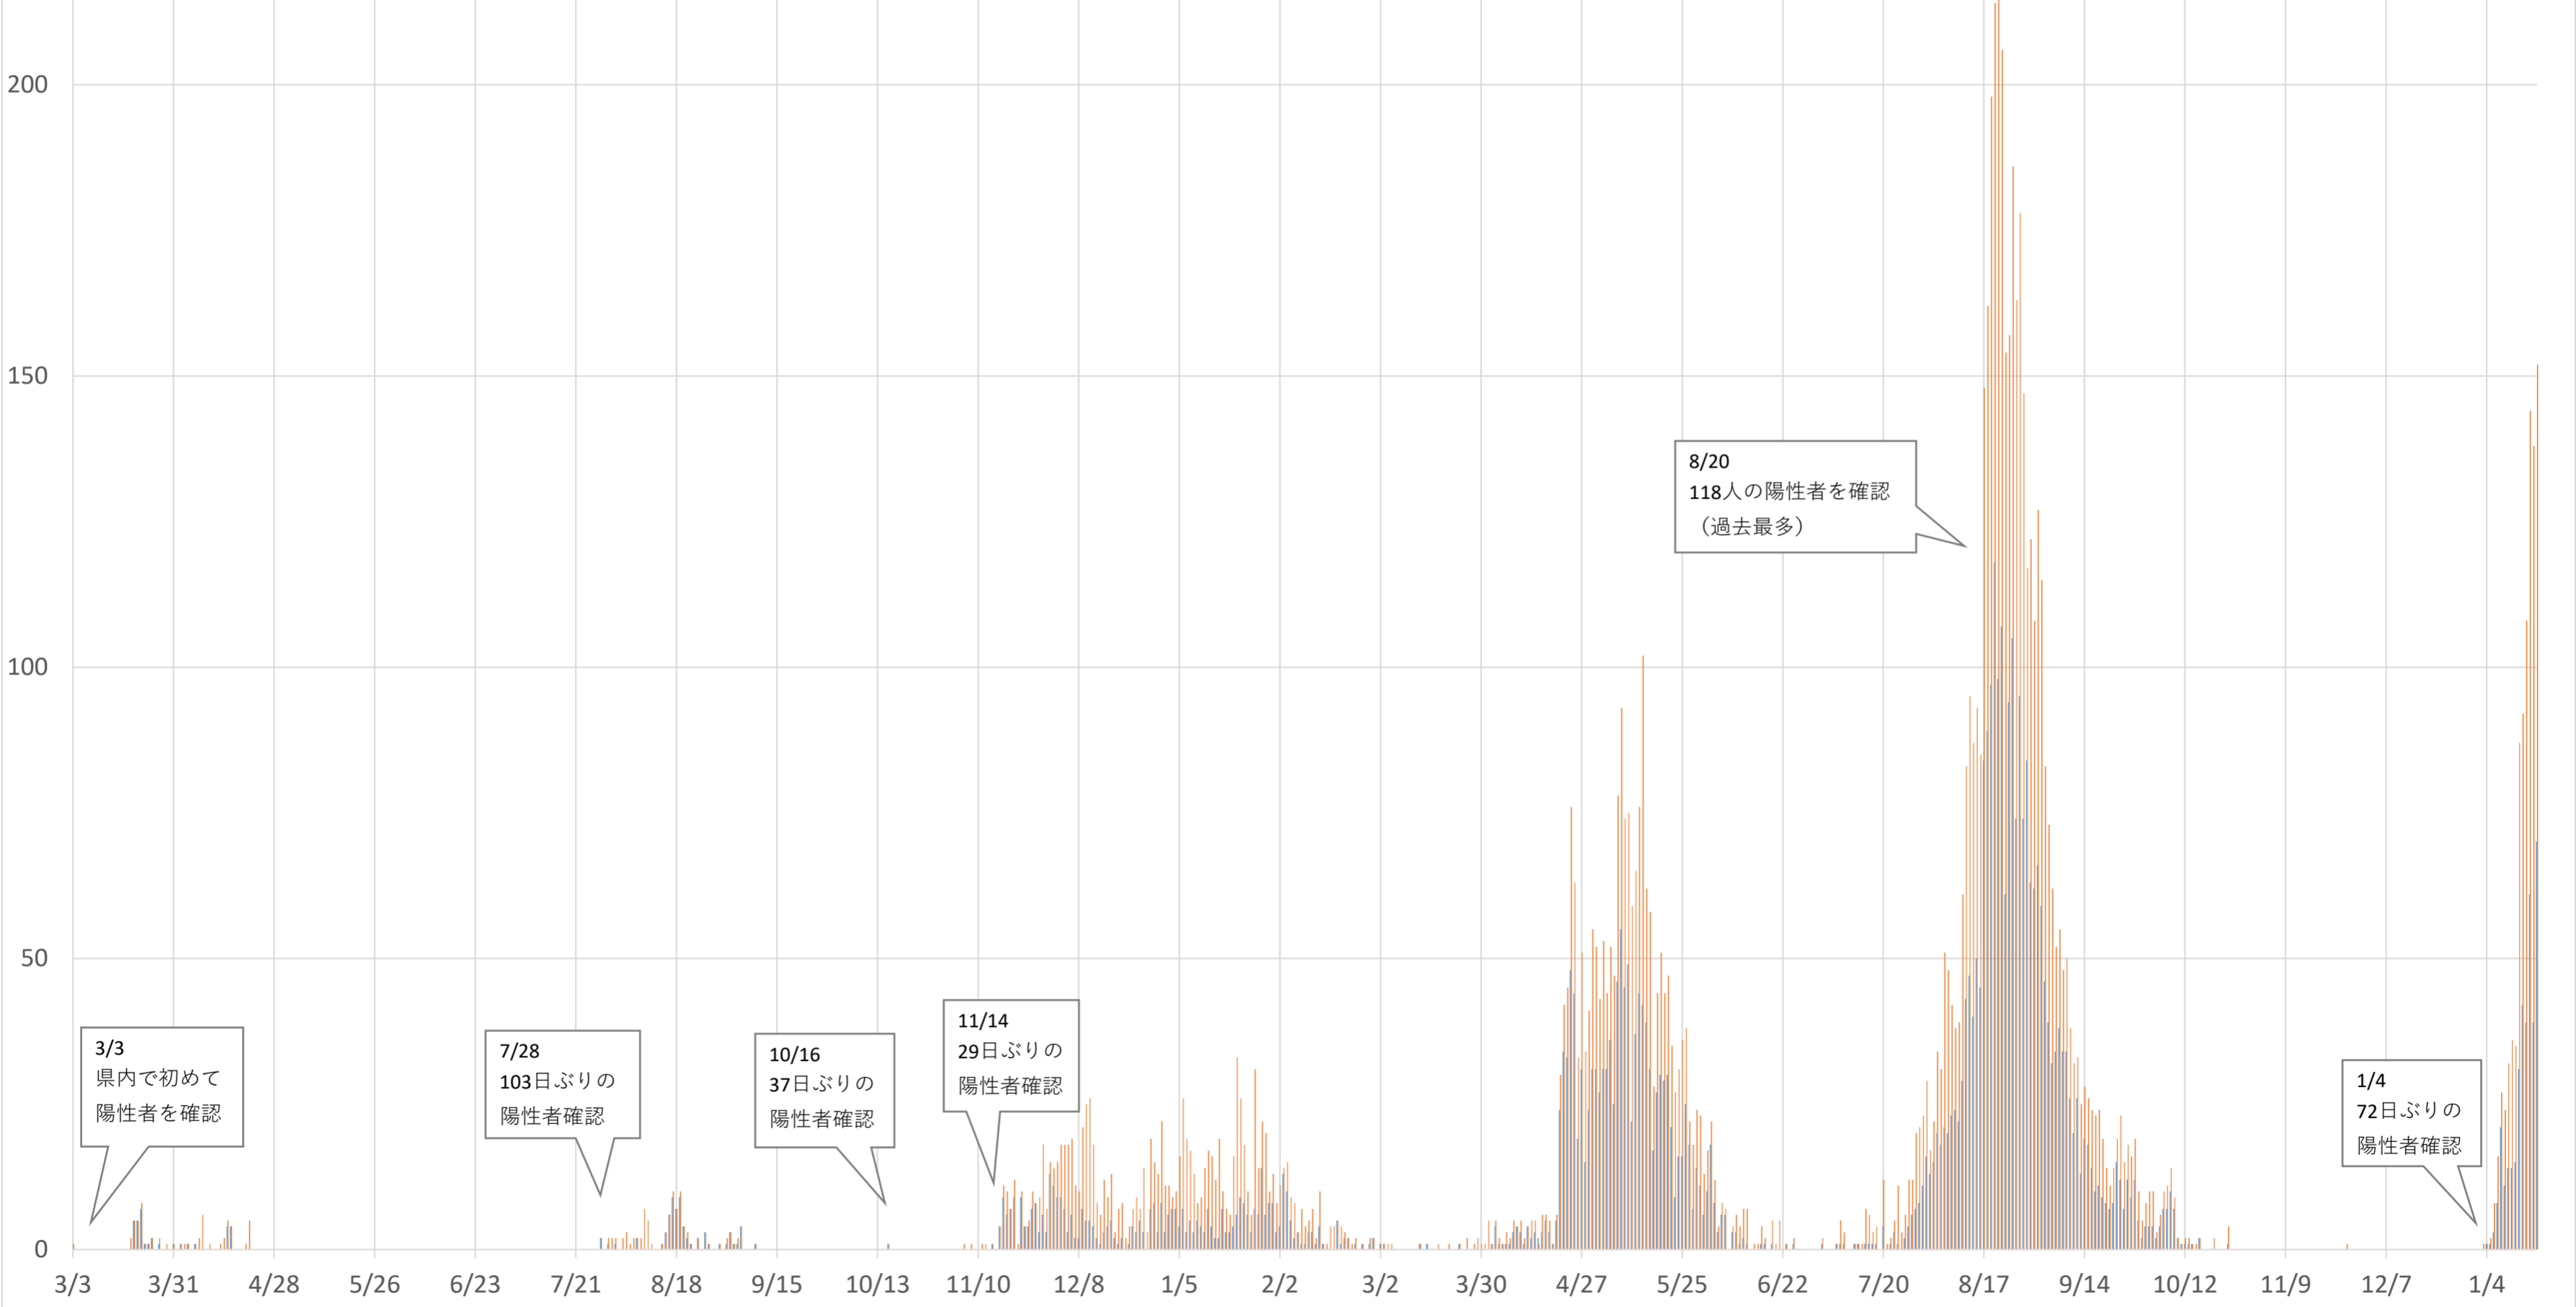 200
150
100
50
0
8/20
118人の陽性者を確認
（過去最多）
11/14
29日ぶりの
陽性者確認
3/3
県内で初めて
陽性者を確認
7/28
103日ぶりの
陽性者確認
10/16
37日ぶりの
陽性者確認
1/4
72日ぶりの
陽性者確認
3/3 3/31 4/28 5/26 6/23 7/21 8/18 9/15 10/13 11/10 12/8 1/5 2/2 3/2 3/30 4/27 5/25 6/22 7/20 8/17 9/14 10/12 11/9 12/7 1/4